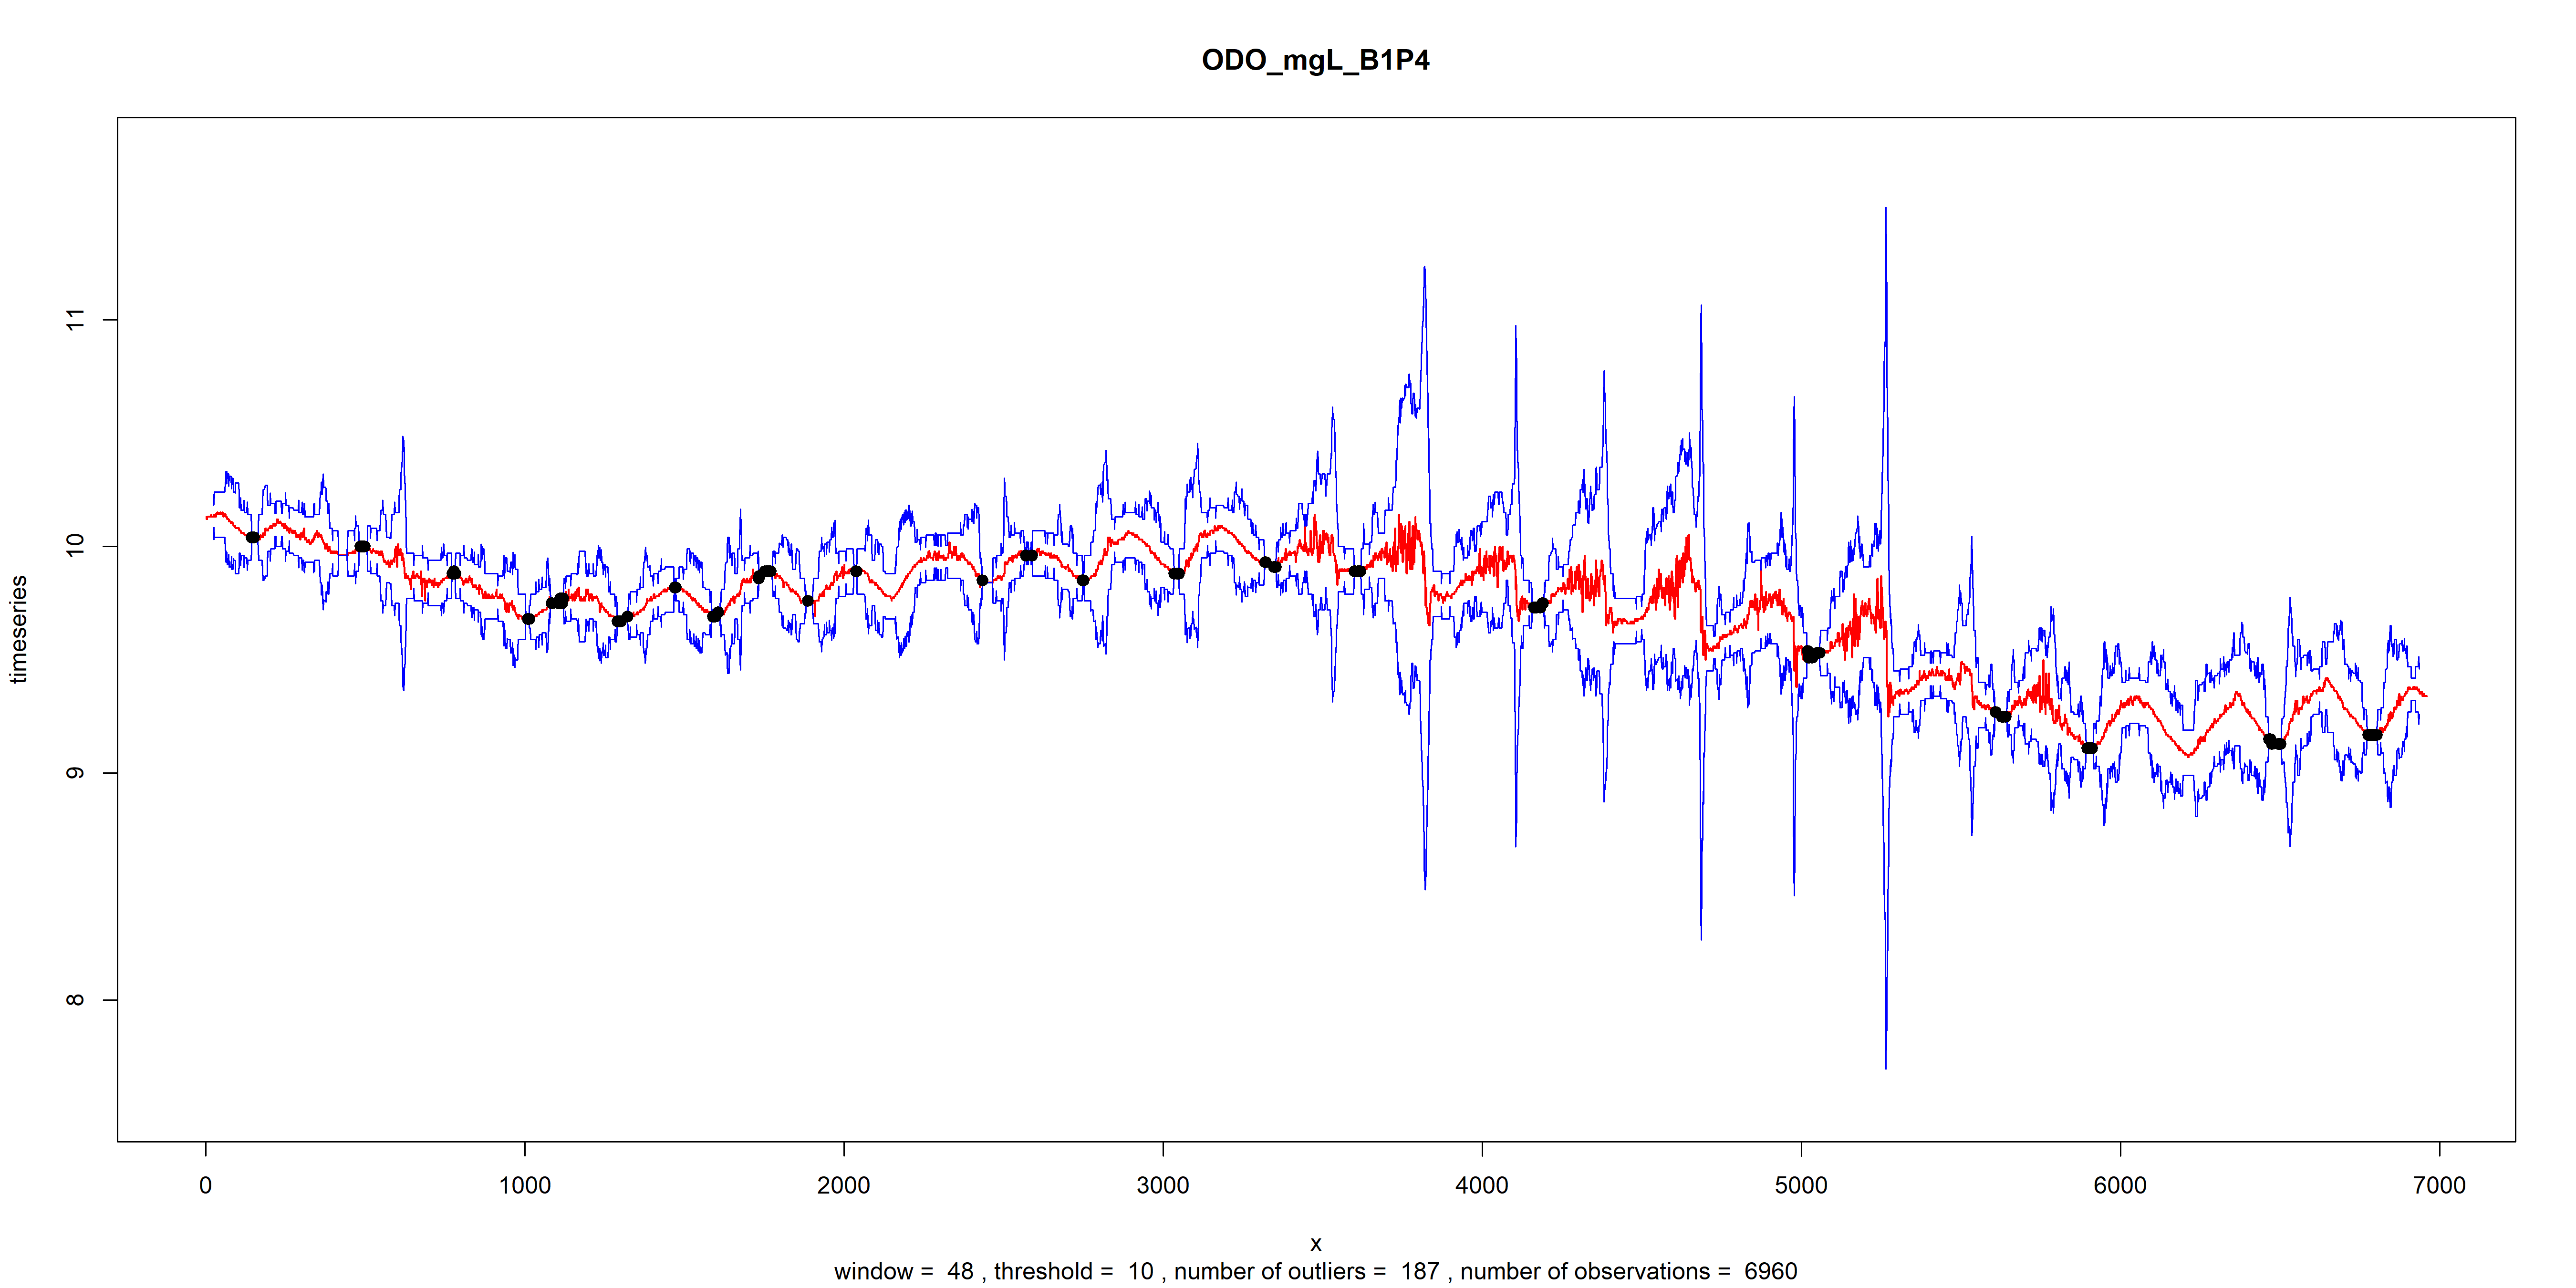 ODO_mgL_B1P4
timeseries
11
10
9
8
0 1000 2000 3000 4000 5000 6000 7000
x
window = 48 , threshold = 10 , number of outliers = 187 , number of observations = 6960